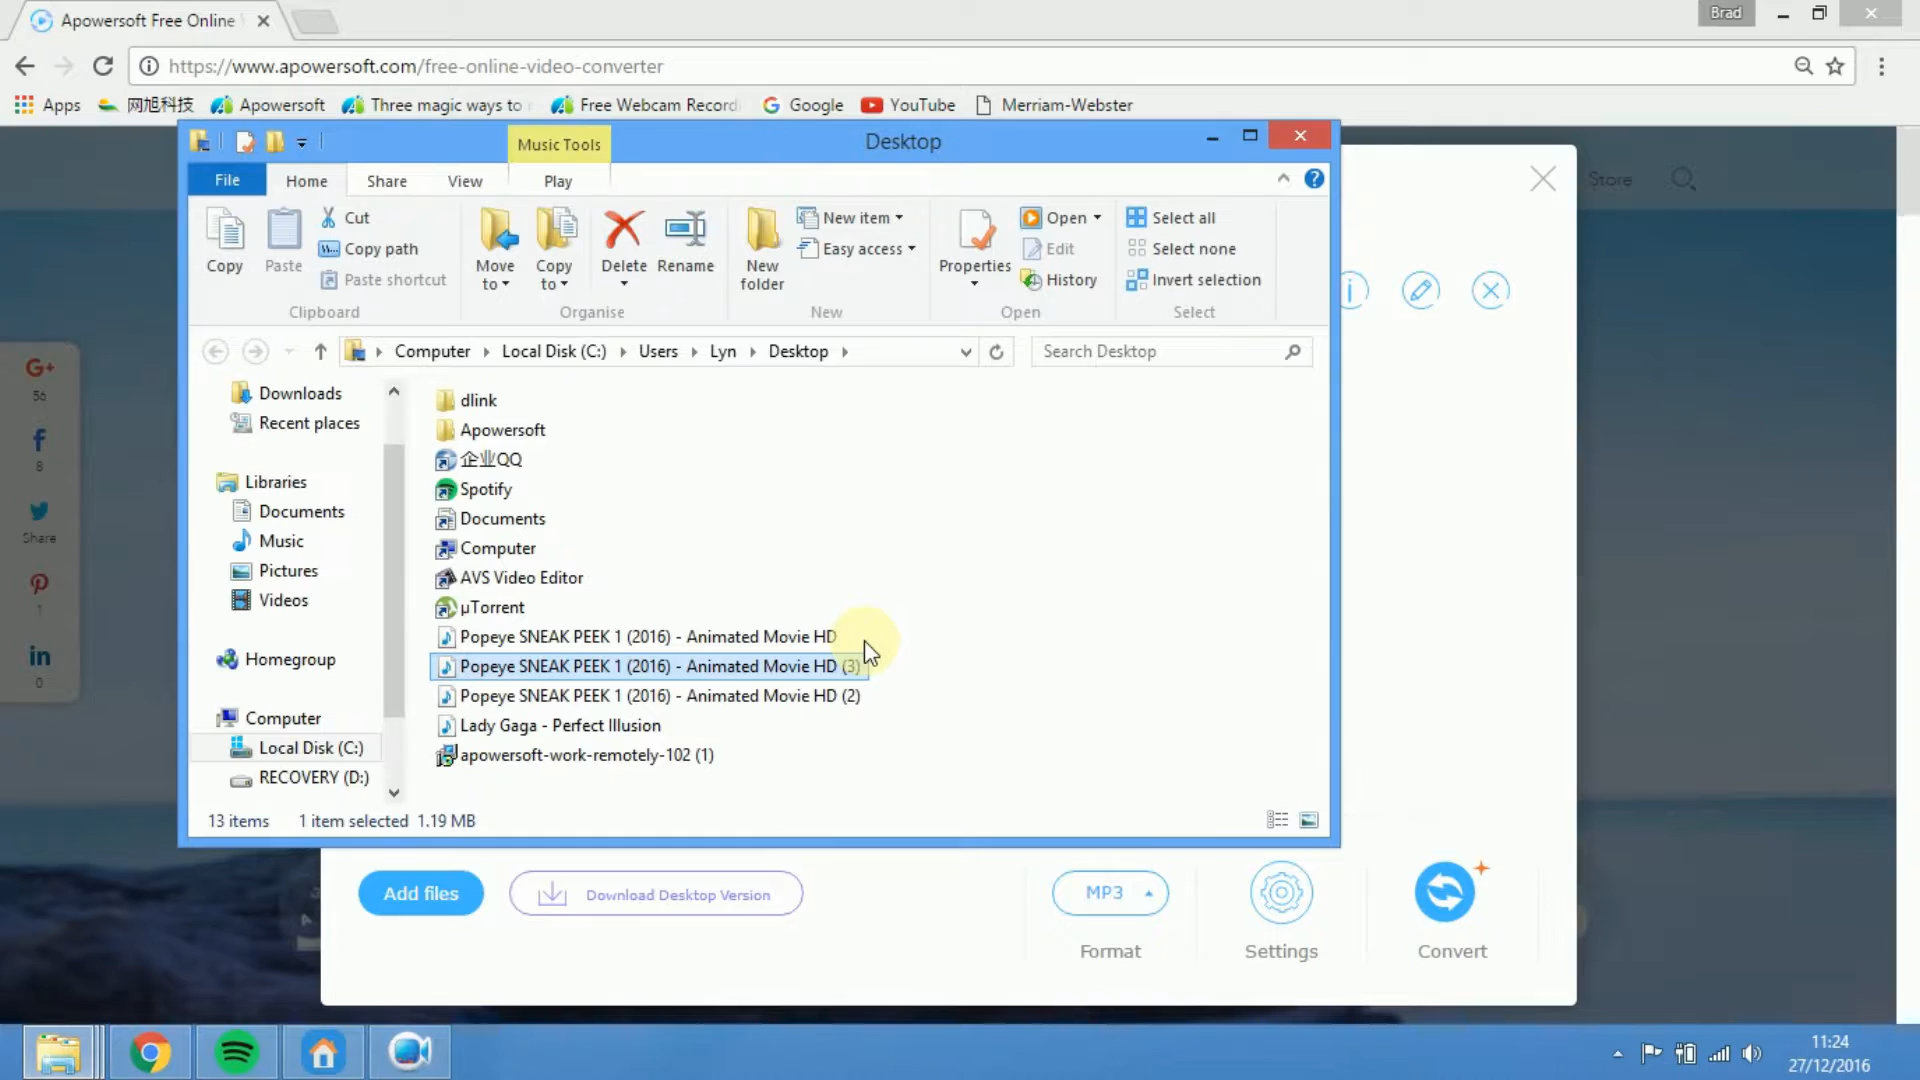 Apowersoft Free Online
Brad
https://www.apowersoft.com/free-online-video-converter
Apps 网旭科技 Apowersoft Three magic ways to Free Webcam Record Google YouTube Merriam-Webster
Music Tools Desktop
File Home Share View Play
Store
Copy Paste Cut Copy path Paste shortcut
Clipboard
Move to Copy to Delete Rename
Organise
New folder New item Easy access
New
Properties Open Edit History
Open
Select all Select none Invert selection
Select
Computer Local Disk (C:) Users Lyn Desktop
Search Desktop
56
8
Share
1
0
Downloads
Recent places
Libraries
Documents
Music
Pictures
Videos
Homegroup
Computer
Local Disk (C:)
RECOVERY (D:)
dlink
Apowersoft
企业QQ
Spotify
Documents
Computer
AVS Video Editor
µTorrent
Popeye SNEAK PEEK 1 (2016) - Animated Movie HD
Popeye SNEAK PEEK 1 (2016) - Animated Movie HD (3)
Popeye SNEAK PEEK 1 (2016) - Animated Movie HD (2)
Lady Gaga - Perfect Illusion
apowersoft-work-remotely-102 (1)
13 items 1 item selected 1.19 MB
Add files Download Desktop Version MP3
Format Settings Convert
11:24
27/12/2016